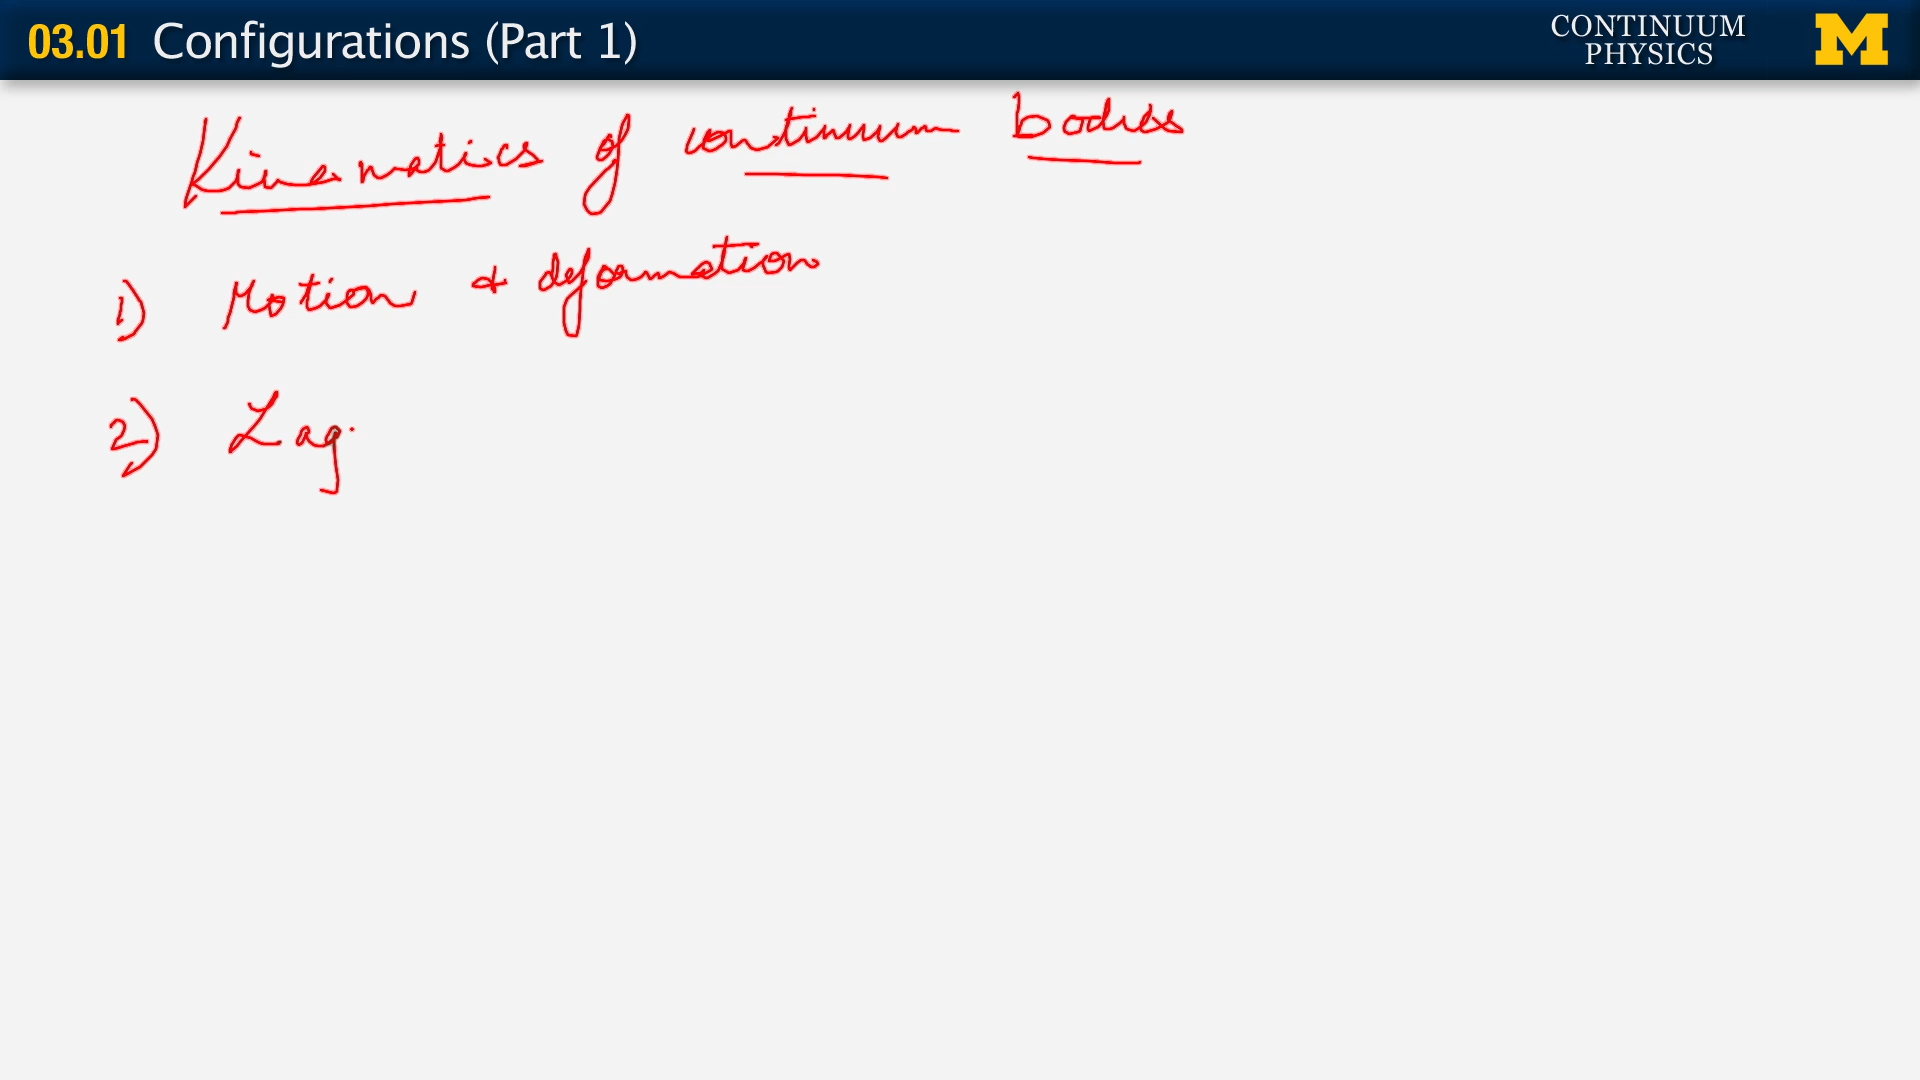 03.01 Configurations (Part 1)
CONTINUUM
PHYSICS
M
Kinematics of continuum bodies
1) Motion & deformation
2) Lag